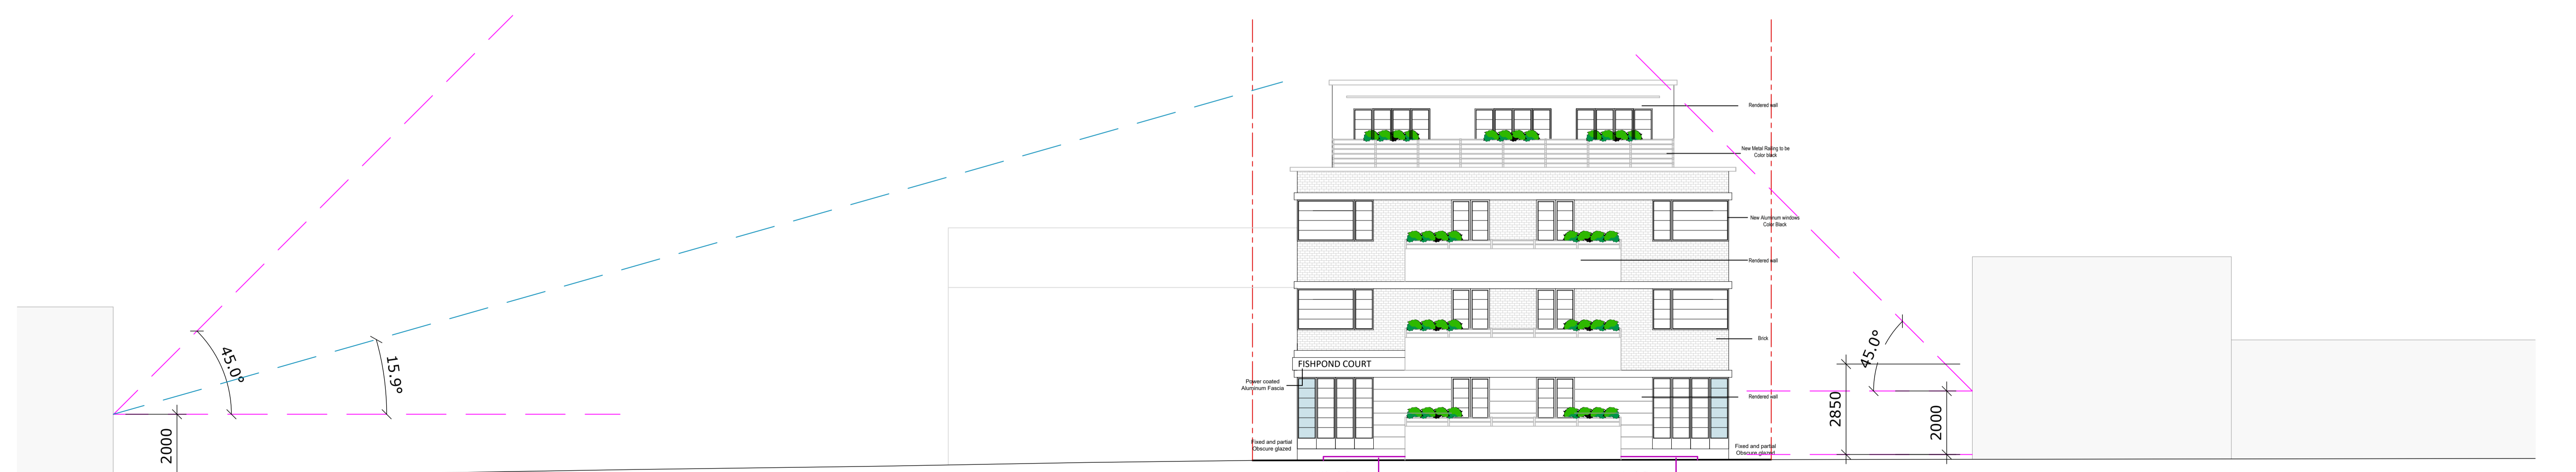 45.0°
15.9°
2000
Power coated
Aluminum Fascia
Fixed and partial
Obscure glazed
FISHPOND COURT
Rendered wall
New Metal Railing to be
Color black
New Aluminum windows
Color Black
Rendered wall
Brick
Rendered wall
Fixed and partial
Obscure glazed
45.0°
2850
2000